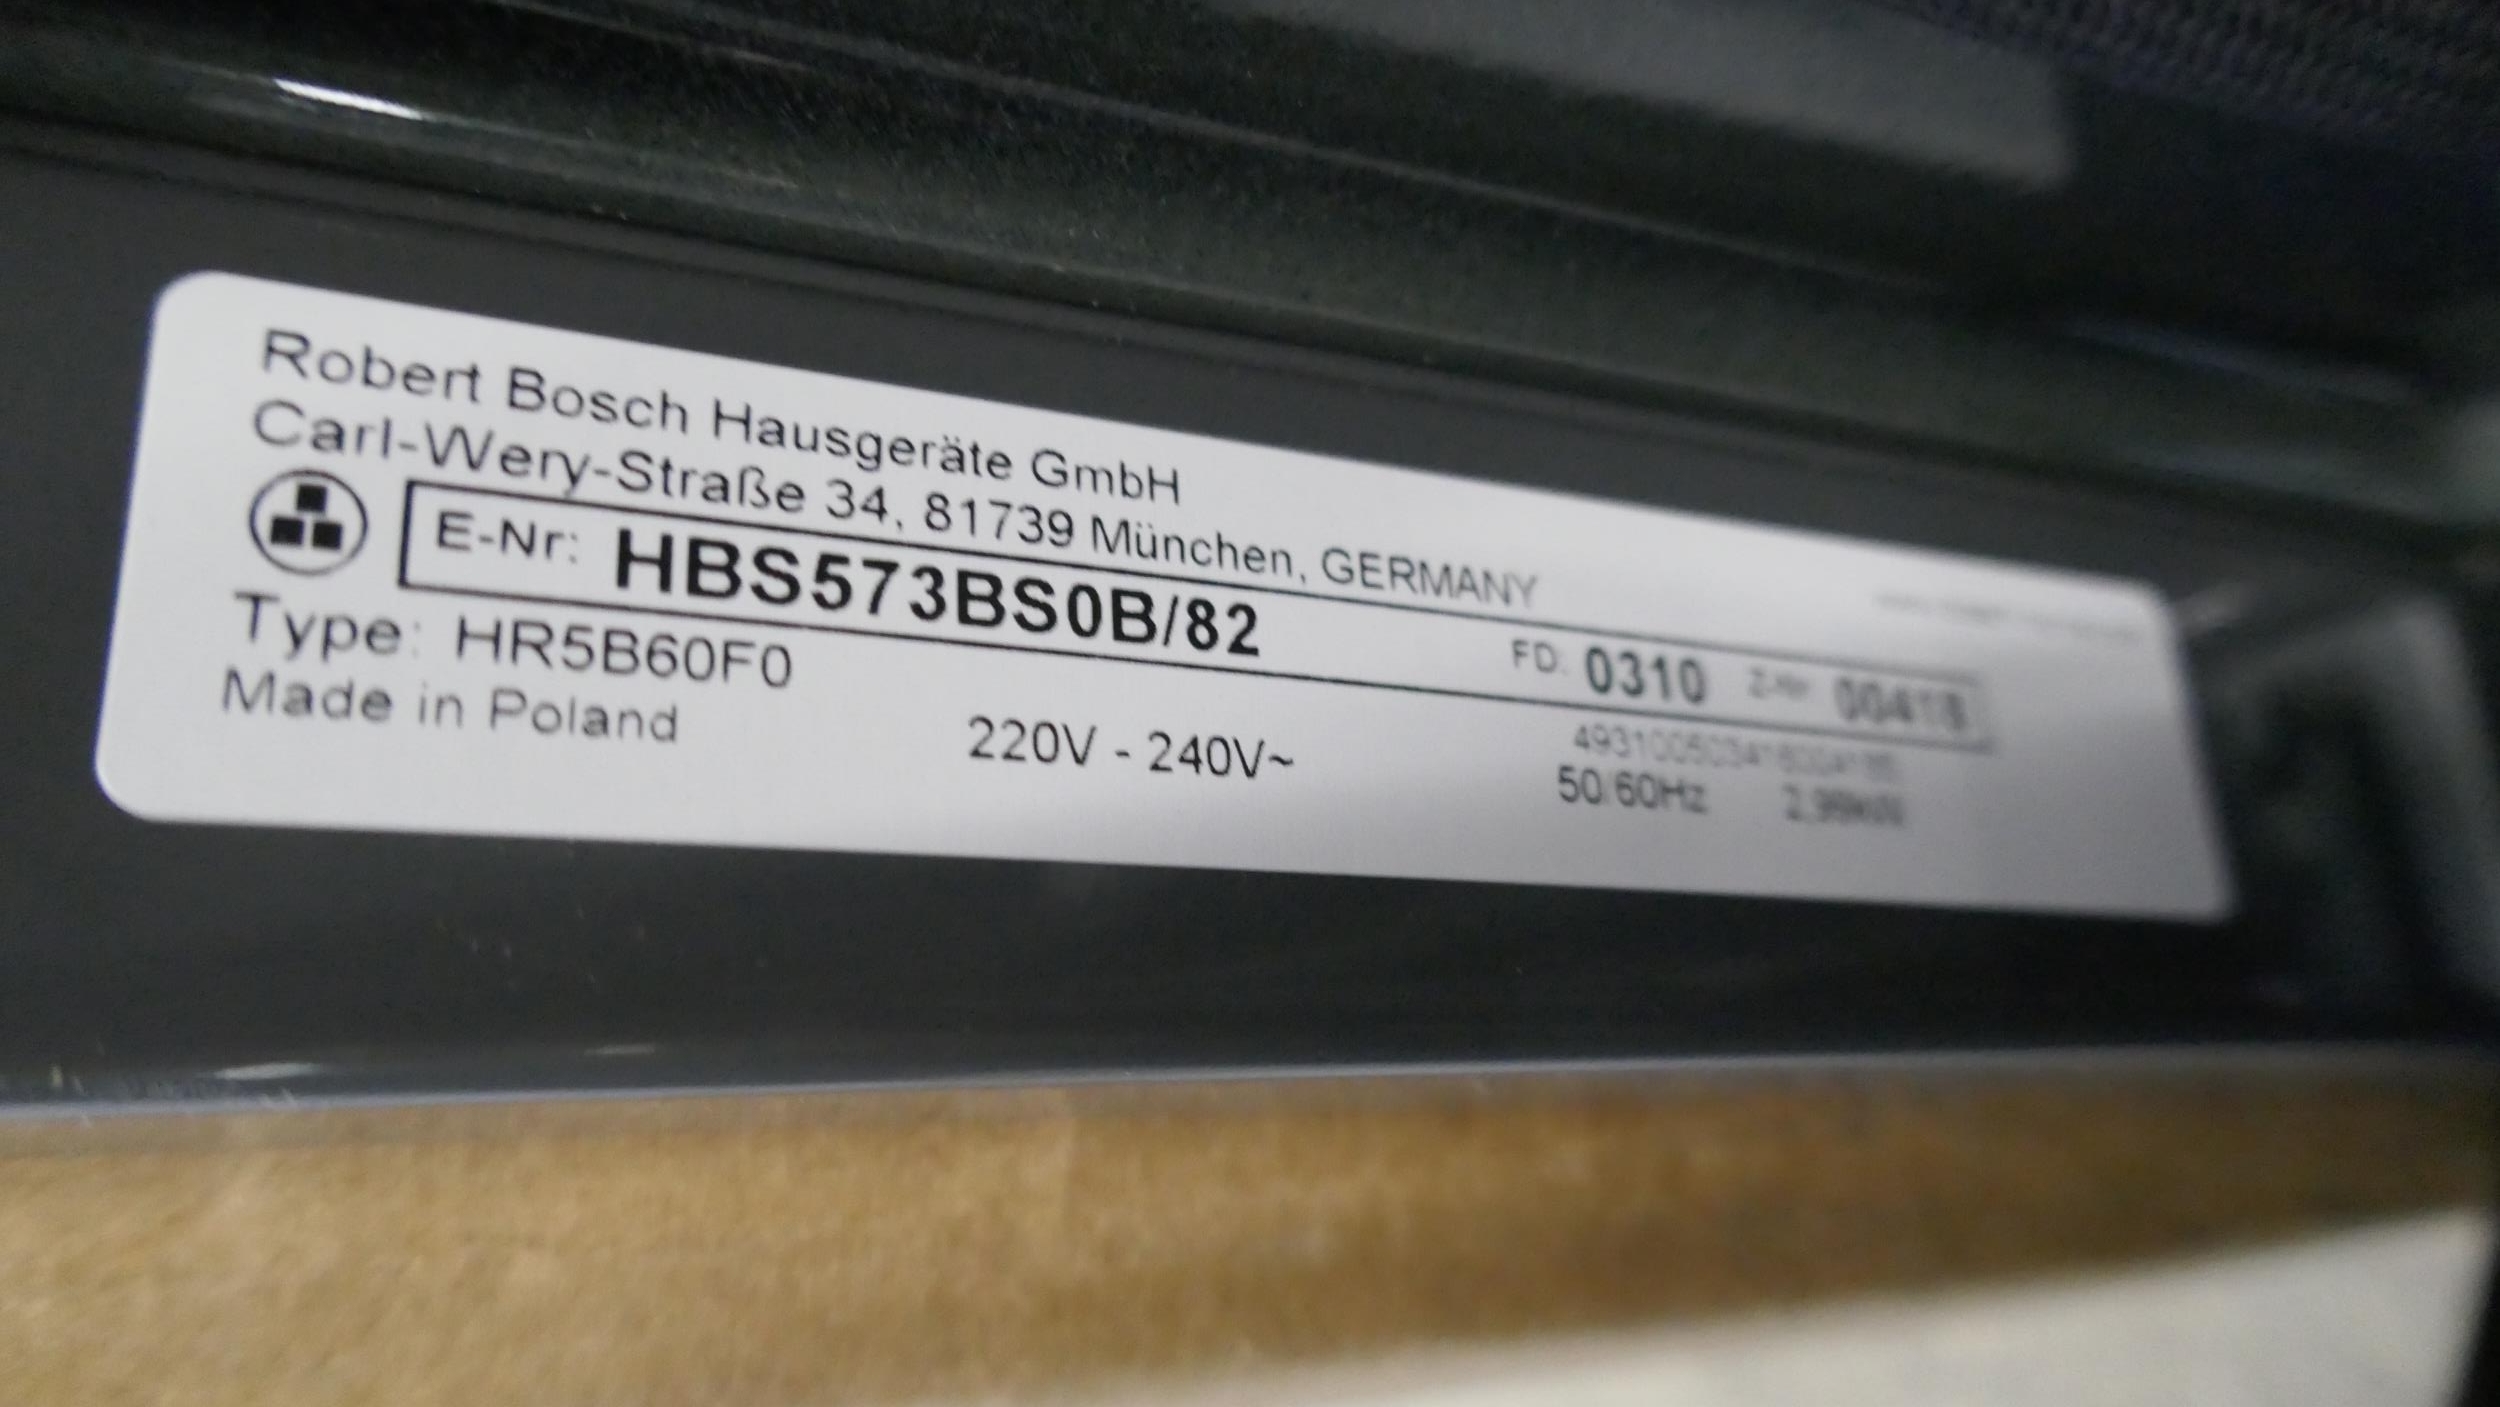 Robert Bosch Hausgeräte GmbH
Carl-Wery-Straße 34, 81739 München, GERMANY
E-Nr: HBS573BS0B/82 FD: 0310 Z-Nr:
Type: HR5B60F0
Made in Poland 220V - 240V~ 50/60Hz